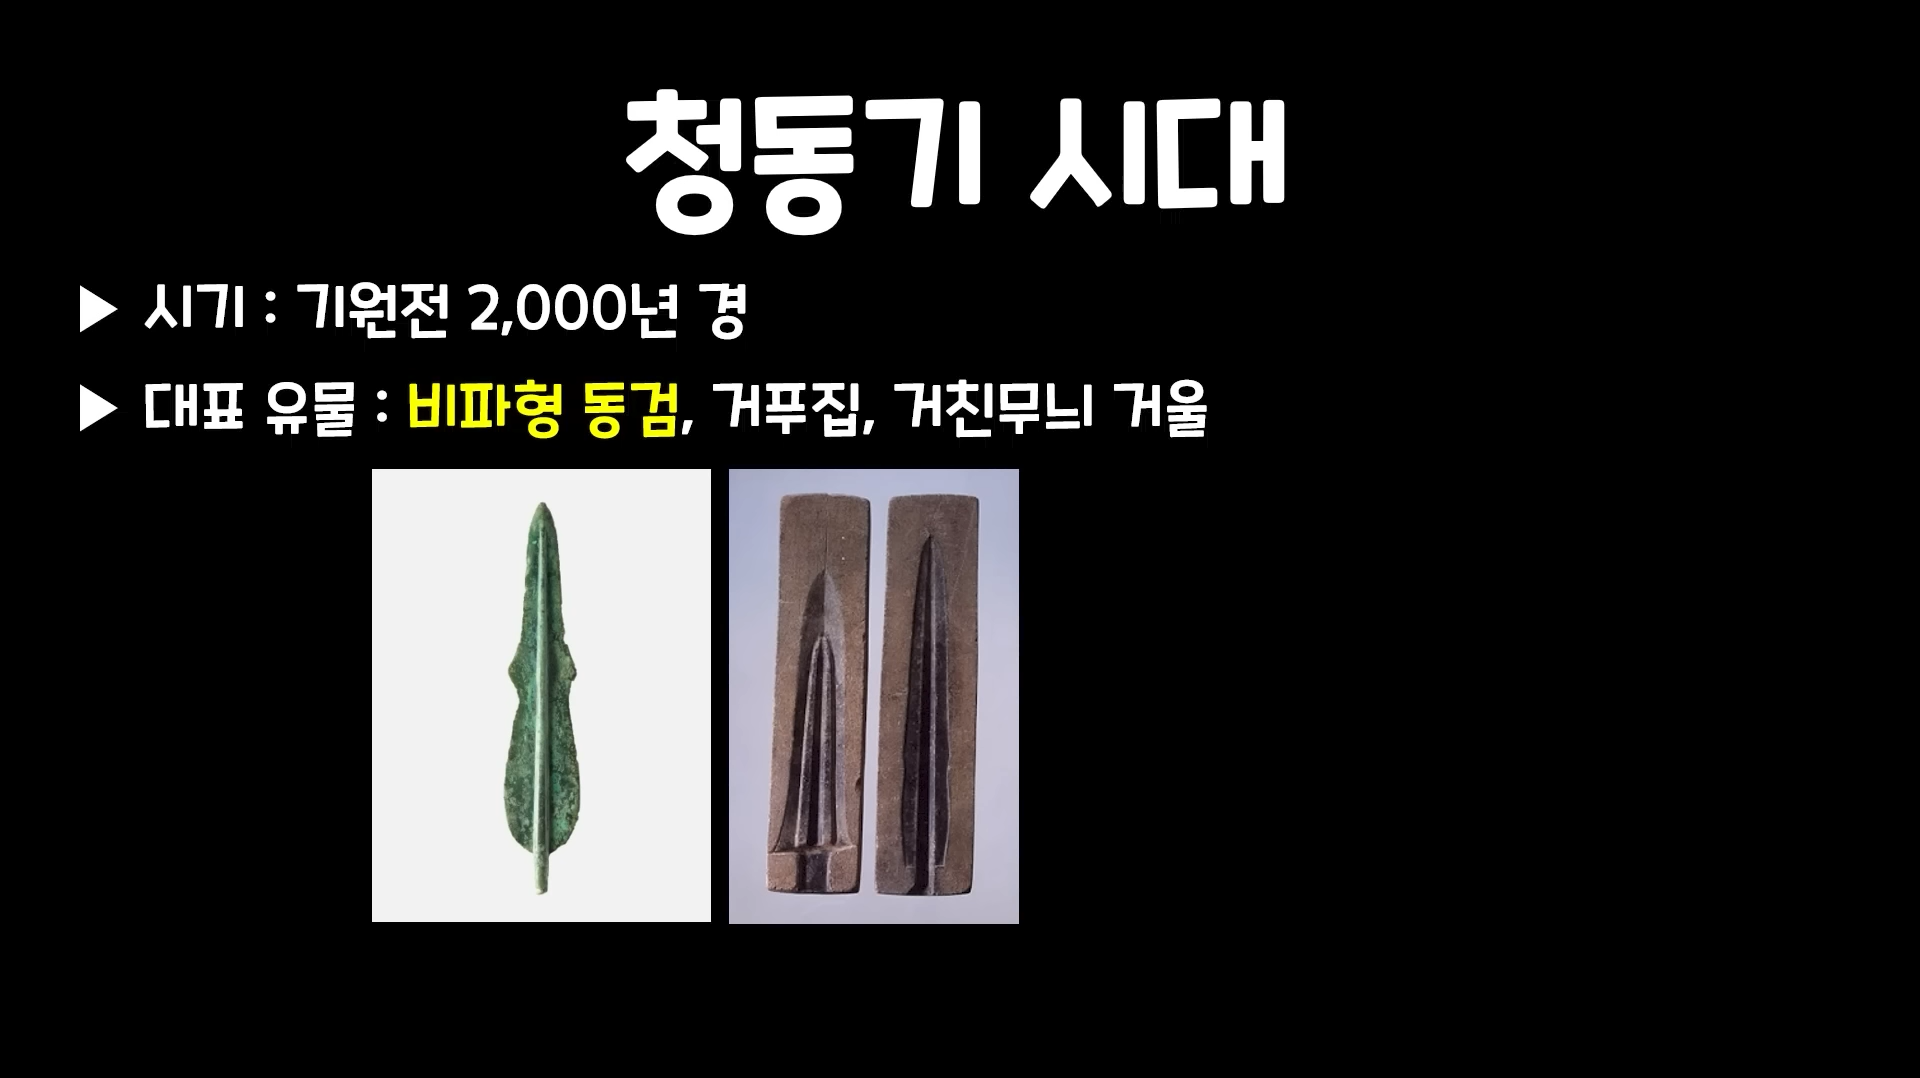 청동기 시대
▶ 시기 : 기원전 2,000년 경
▶ 대표 유물 : 비파형 동검, 거푸집, 거친무늬 거울